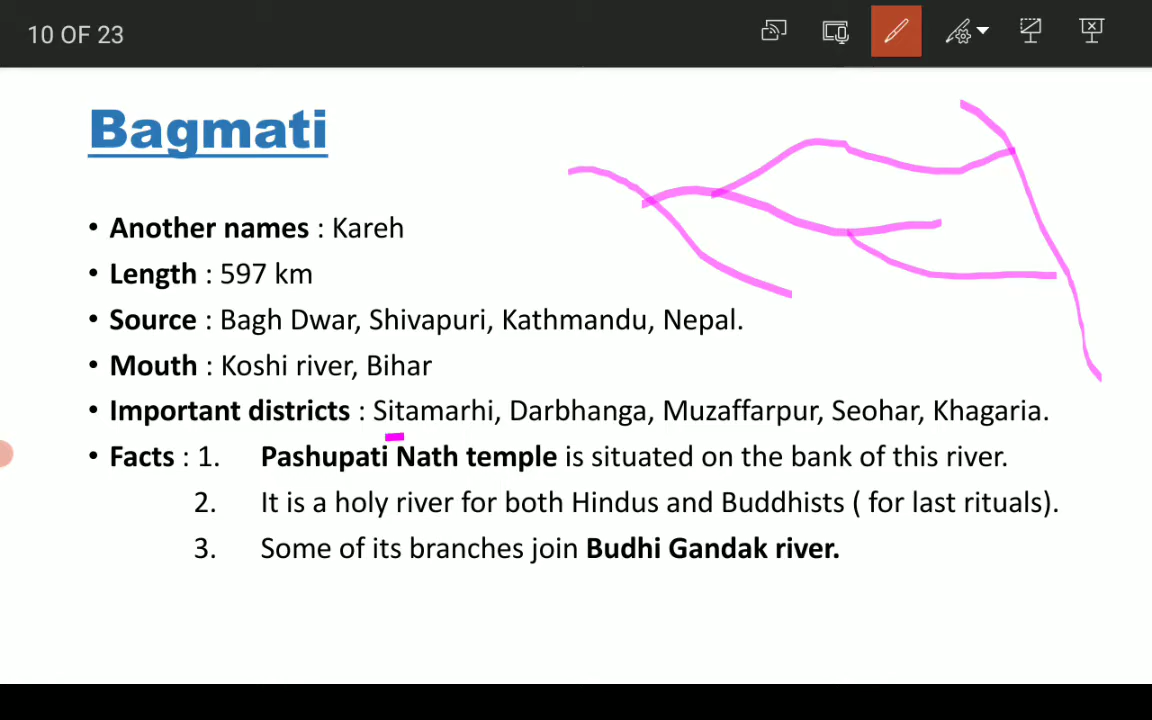 10 OF 23
Bagmati
• Another names : Kareh
• Length : 597 km
• Source : Bagh Dwar, Shivapuri, Kathmandu, Nepal.
• Mouth : Koshi river, Bihar
• Important districts : Sitamarhi, Darbhanga, Muzaffarpur, Seohar, Khagaria.
• Facts : 1. Pashupati Nath temple is situated on the bank of this river.
2. It is a holy river for both Hindus and Buddhists ( for last rituals).
3. Some of its branches join Budhi Gandak river.